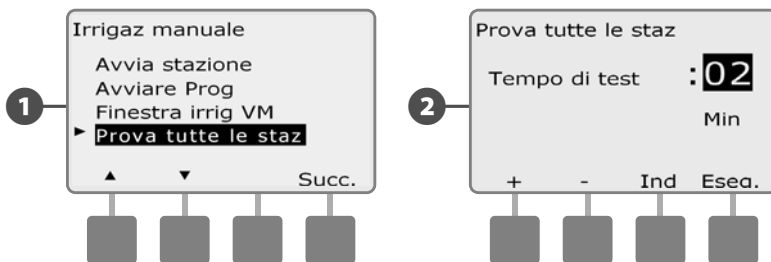 1
Irrigaz manuale
Avvia stazione
Avviare Prog
Finestra irrig VM
Prova tutte le staz
Succ.
2
Prova tutte le staz
Tempo di test :02
Min
+ - Ind Eseg.